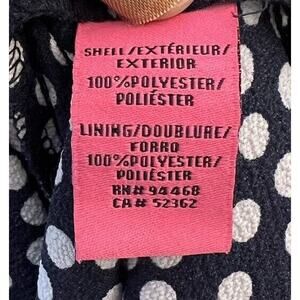 SHELL/EXTÉRIEUR/
EXTERIOR
100%POLYESTER/
POLIÉSTER
LINING/DOUBLURE/
FORRO
100%POLYESTER/
POLIÉSTER
RN# 94468
CA# 52362